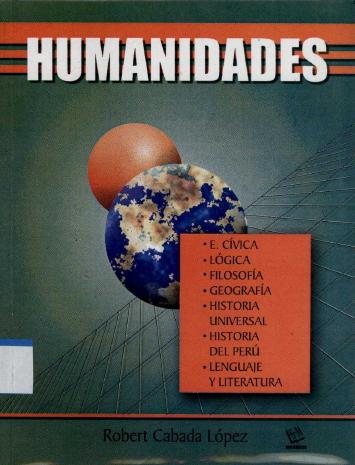 HUMANIDADES
• E. CÍVICA
• LÓGICA
• FILOSOFÍA
• GEOGRAFÍA
• HISTORIA
UNIVERSAL
• HISTORIA
DEL PERÚ
• LENGUAJE
Y LITERATURA
Robert Cabada López